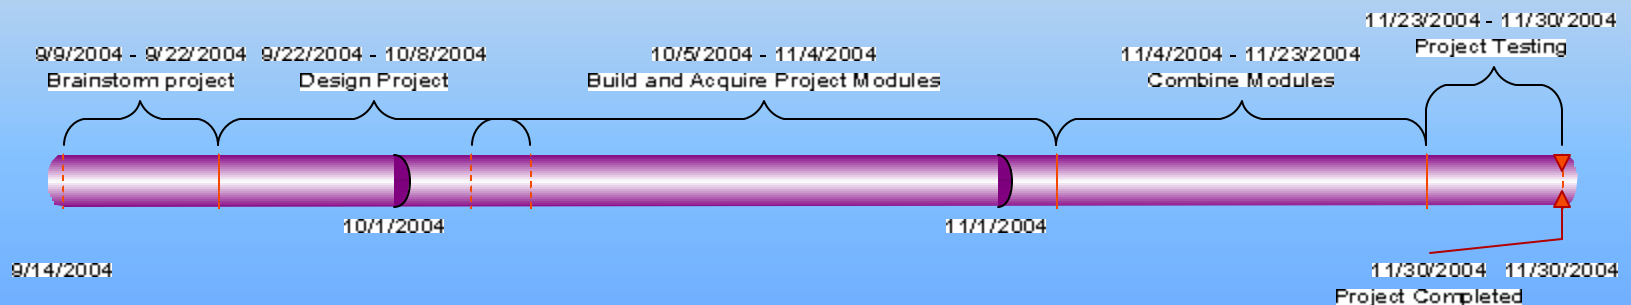 11/23/2004 - 11/30/2004
Project Testing
9/9/2004 - 9/22/2004
Brainstorm project
9/22/2004 - 10/8/2004
Design Project
10/5/2004 - 11/4/2004
Build and Acquire Project Modules
11/4/2004 - 11/23/2004
Combine Modules
10/1/2004
11/1/2004
9/14/2004
11/30/2004
Project Completed
11/30/2004